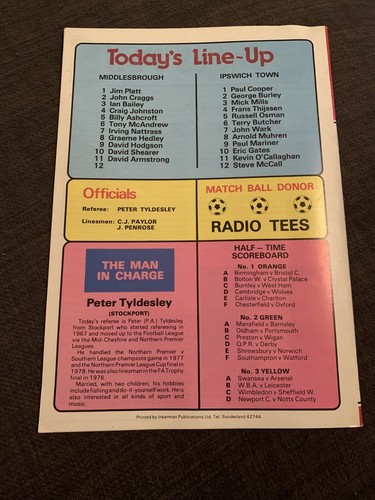 Today's Line-Up
MIDDLESBROUGH
1 Jim Platt
2 John Craggs
3 Ian Bailey
4 Craig Johnston
5 Billy Ashcroft
6 Tony McAndrew
7 Irving Nattrass
8 Graeme Hedley
9 David Hodgson
10 David Shearer
11 David Armstrong
12
IPSWICH TOWN
1 Paul Cooper
2 George Burley
3 Mick Mills
4 Frans Thijssen
5 Russell Osman
6 Terry Butcher
7 John Wark
8 Arnold Muhren
9 Paul Mariner
10 Eric Gates
11 Kevin O'Callaghan
12 Steve McCall
Officials
Referee: PETER TYLDESLEY
Linesmen: C.J. PAYLOR
J. PENROSE
MATCH BALL DONOR
RADIO TEES
THE MAN
IN CHARGE
Peter Tyldesley
(STOCKPORT)
Today's referee is Peter (P.A.) Tyldesley
from Stockport who started refereeing in
1967 and moved up to the Football League
via the Mid-Cheshire and Northern Premier
Leagues.
He handled the Northern Premier v
Southern League champions game in 1977
and the Northern Premier League Cup final in
1978. He was also linesman in the FA Trophy
final in 1976.
Married, with two children, his hobbies
include fishing and do-it-yourself work. He is
also interested in all kinds of sport and
music.
HALF - TIME
SCOREBOARD
No. 1 ORANGE
A Birmingham v Bristol C.
B Bolton W. v Crystal Palace
C Burnley v West Ham
D Cambridge v Wolves
E Carlisle v Charlton
F Chesterfield v Oxford
No. 2 GREEN
A Mansfield v Barnsley
B Oldham v Portsmouth
C Preston v Wigan
D Q.P.R. v Derby
E Shrewsbury v Norwich
F Southampton v Watford
No. 3 YELLOW
A Swansea v Arsenal
B W.B.A. v Leicester
C Wimbledon v Sheffield W.
D Newport C. v Notts County
Printed by Inkerman Publications Ltd. Tel: Sunderland 42744